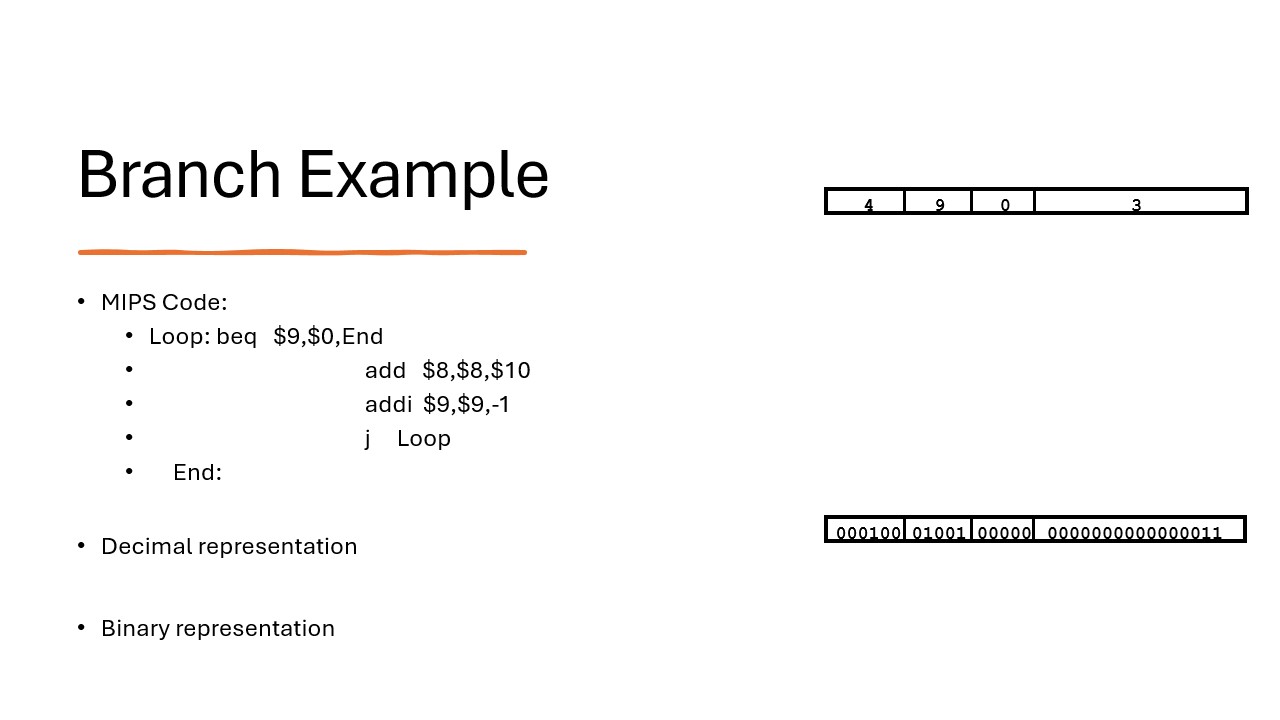 Branch Example
4 9 0 3
• MIPS Code:
• Loop: beq $9,$0,End
• add $8,$8,$10
• addi $9,$9,-1
• j Loop
• End:
000100 01001 00000 0000000000000011
• Decimal representation
• Binary representation